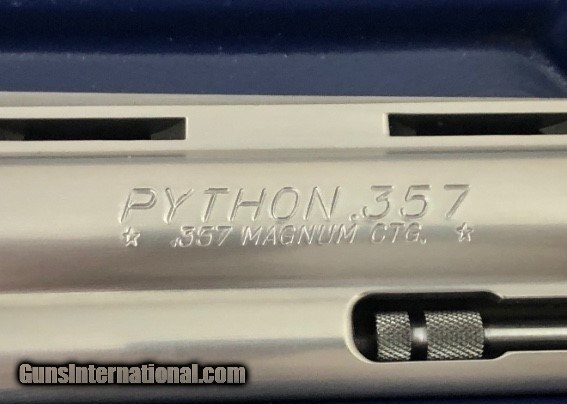 PYTHON .357
☆ .357 MAGNUM CTG. ☆
GunsInternational.com